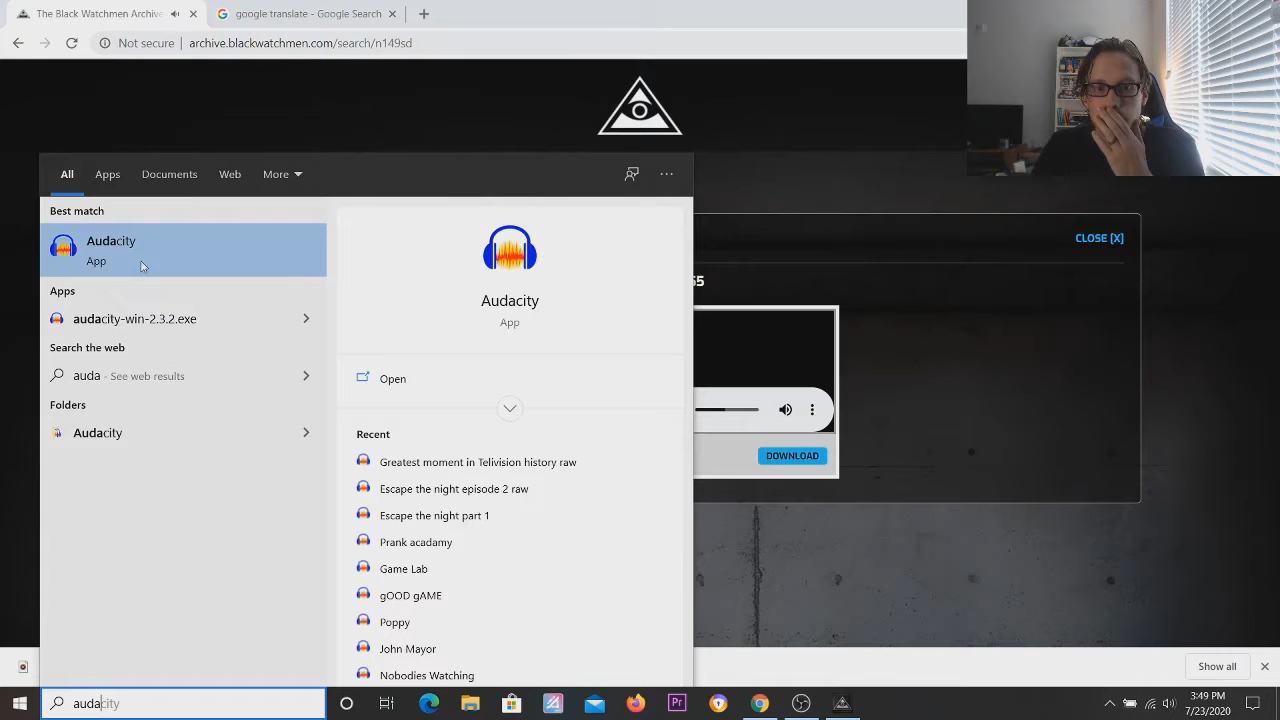 The Black Watchmen Archive
google translate - Google Search
Not secure
archive.blackwatchmen.com/search/n149sd
All
Apps
Documents
Web
More
Best match
Audacity
App
Apps
audacity-win-2.3.2.exe
Search the web
auda - See web results
Folders
Audacity
Audacity
App
Open
Recent
Greatest moment in Telivision history raw
Escape the night episode 2 raw
Escape the night part 1
Prank acadamy
Game Lab
gOOD gAME
Poppy
John Mayor
Nobodies Watching
CLOSE [X]
DOWNLOAD
Show all
audacity
Pr
3:49 PM
7/23/2020